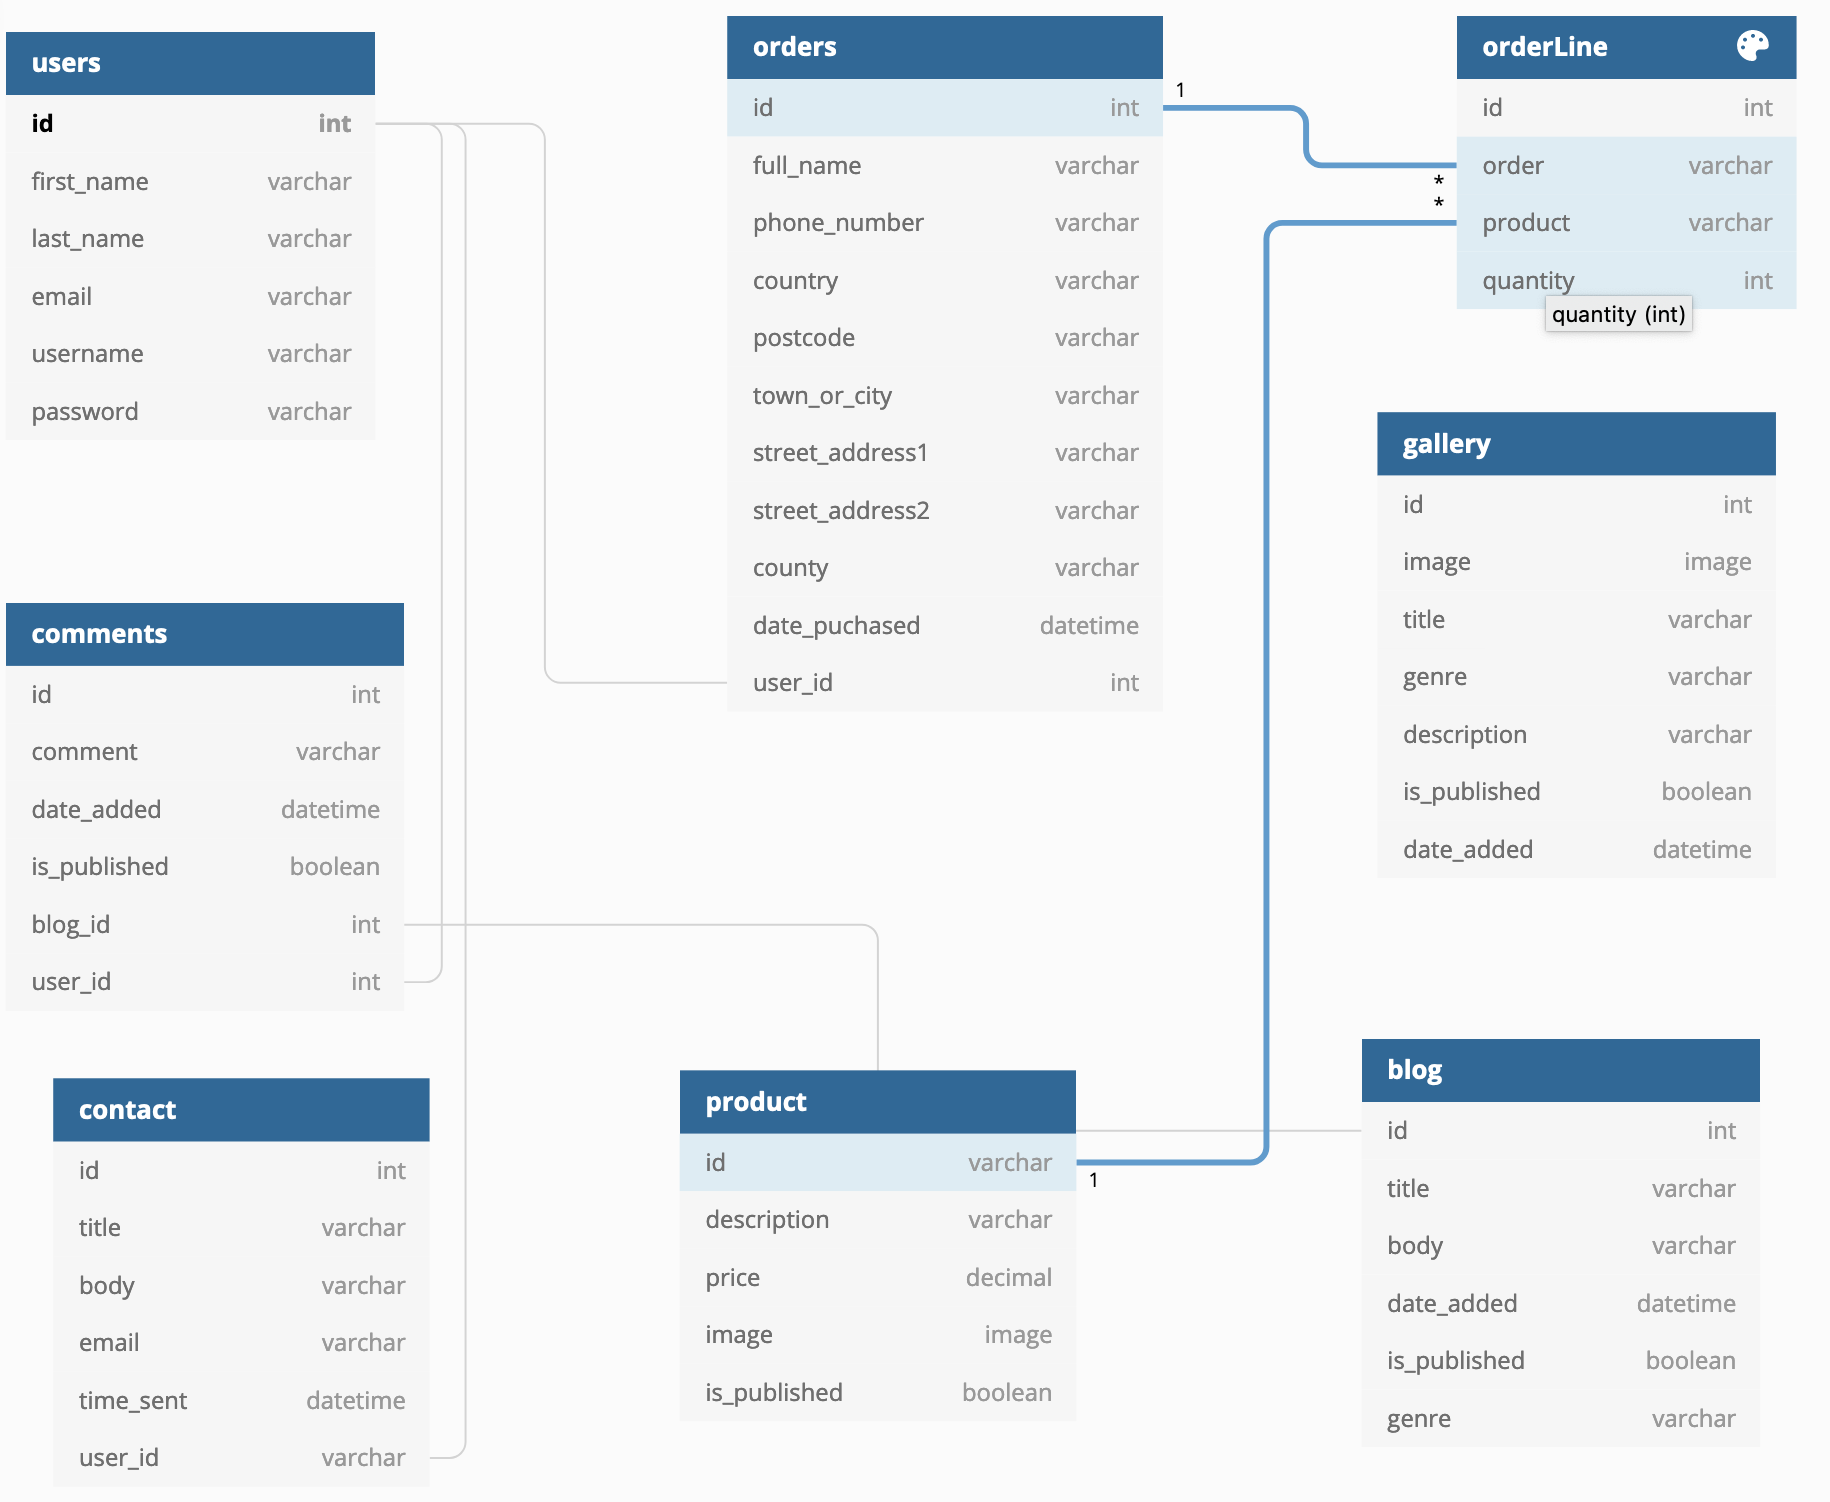 users
id int
first_name varchar
last_name varchar
email varchar
username varchar
password varchar
orders
id int
full_name varchar
phone_number varchar
country varchar
postcode varchar
town_or_city varchar
street_address1 varchar
street_address2 varchar
county varchar
date_puchased datetime
user_id int
1
*
*
orderLine
id int
order varchar
product varchar
quantity int
quantity (int)
gallery
id int
image image
title varchar
genre varchar
description varchar
is_published boolean
date_added datetime
comments
id int
comment varchar
date_added datetime
is_published boolean
blog_id int
user_id int
contact
id int
title varchar
body varchar
email varchar
time_sent datetime
user_id varchar
product
id varchar
description varchar
price decimal
image image
is_published boolean
1
blog
id int
title varchar
body varchar
date_added datetime
is_published boolean
genre varchar